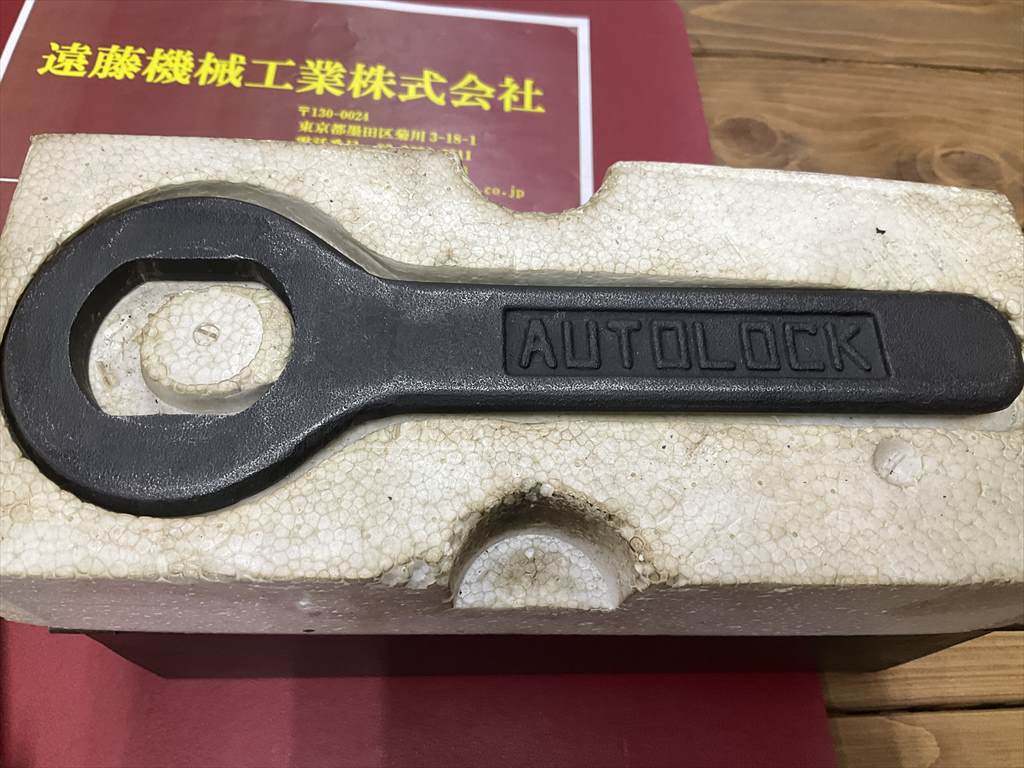 遠藤機械工業株式会社
〒130-0024
東京都墨田区菊川 3-18-1
co.jp
AUTOLOCK